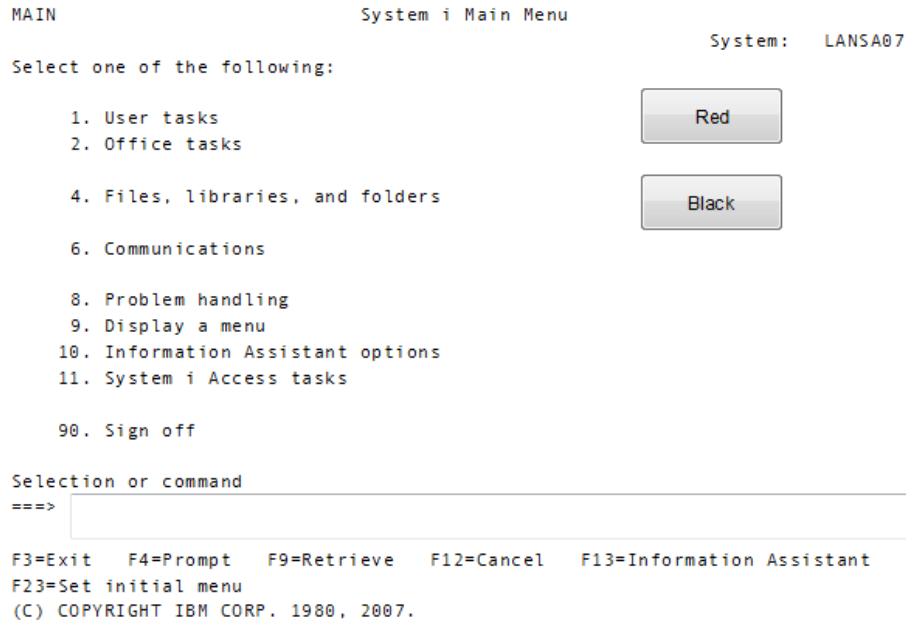 MAIN System i Main Menu
System: LANSA07
Select one of the following:
1. User tasks
Red
2. Office tasks
4. Files, libraries, and folders
Black
6. Communications
8. Problem handling
9. Display a menu
10. Information Assistant options
11. System i Access tasks
90. Sign off
Selection or command
===>
F3=Exit F4=Prompt F9=Retrieve F12=Cancel F13=Information Assistant
F23=Set initial menu
(C) COPYRIGHT IBM CORP. 1980, 2007.